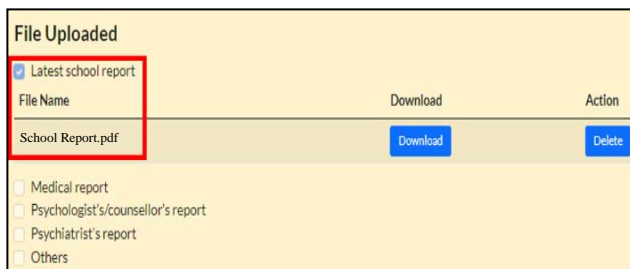 File Uploaded
Latest school report
File Name Download Action
School Report.pdf Download Delete
Medical report
Psychologist's/counsellor's report
Psychiatrist's report
Others